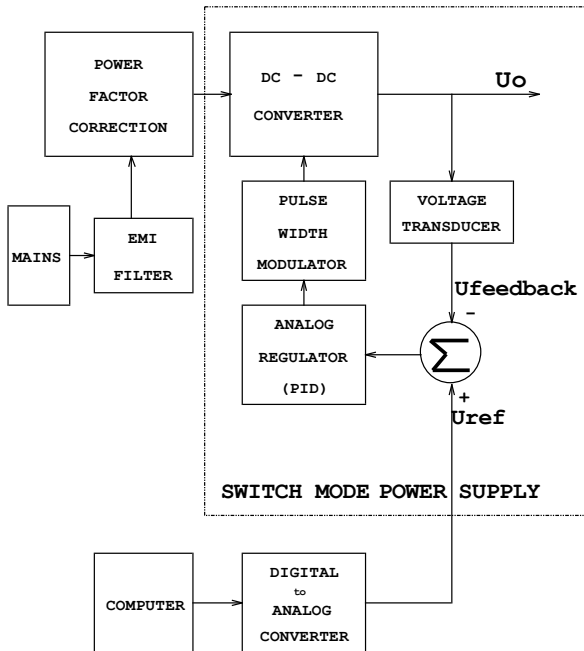 POWER
FACTOR
CORRECTION
DC - DC
CONVERTER
Uo
MAINS
EMI
FILTER
PULSE
WIDTH
MODULATOR
VOLTAGE
TRANSDUCER
Ufeedback
-
ANALOG
REGULATOR
(PID)
Σ
+
Uref
SWITCH MODE POWER SUPPLY
COMPUTER
DIGITAL
to
ANALOG
CONVERTER